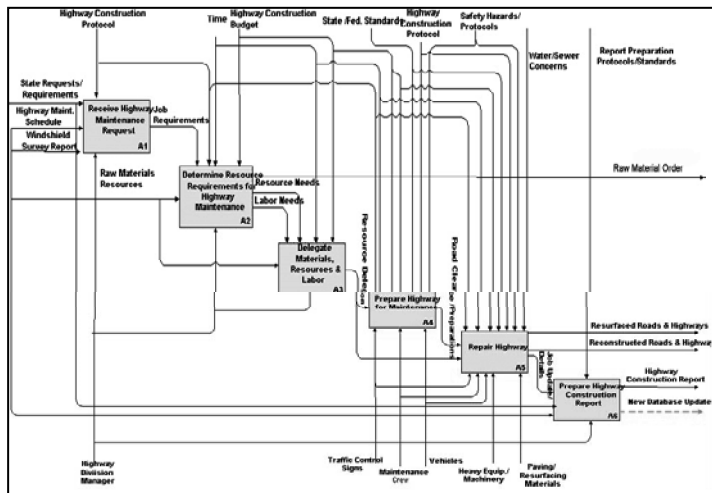 Highway Construction
Protocol
Time
Highway Construction
Budget
State /Fed. Standards
Highway
Construction
Protocol
Safety Hazards/
Protocols
Water/Sewer
Concerns
Report Preparation
Protocols/Standards
State Requests/
Requirements
Highway Maint.
Schedule
Windshield
Survey Report
Receive Highway
Maintenance
Request
A1
Job
Requirements
Raw Materials
Resources
Determine Resource
Requirements for
Highway
Maintenance
A2
Resource Needs
Labor Needs
Raw Material Order
Delegate
Materials,
Resources &
Labor
A3
Resource Delegation
Prepare Highway
for Maintenance
A4
Road Clearance/Preparations
Repair Highway
A5
Resurfaced Roads & Highways
Reconstructed Roads & Highway
Job Update/
Details
Prepare Highway
Construction
Report
A6
Highway
Construction Report
New Database Update
Highway
Division
Manager
Traffic Control
Signs
Maintenance
Crew
Vehicles
Heavy Equip./
Machinery
Paving/
Resurfacing
Materials